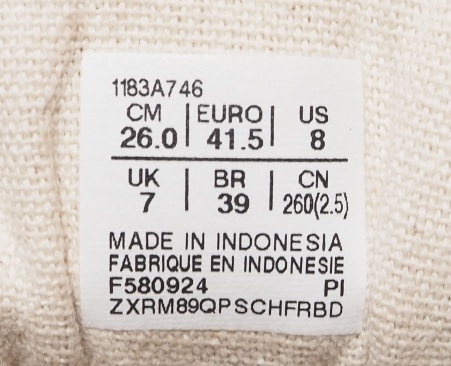 1183A746
CM | EURO | US
26.0 | 41.5 | 8
UK | BR | CN
7 | 39 | 260(2.5)
MADE IN INDONESIA
FABRIQUE EN INDONESIE
F580924 PI
ZXRM89QPSCHFRBD